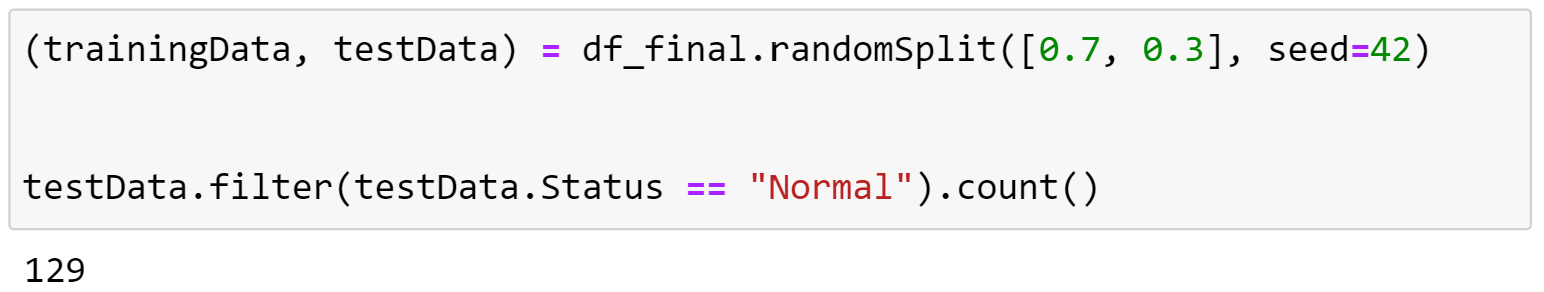 (trainingData, testData) = df_final.randomSplit([0.7, 0.3], seed=42)
testData.filter(testData.Status == "Normal").count()
129